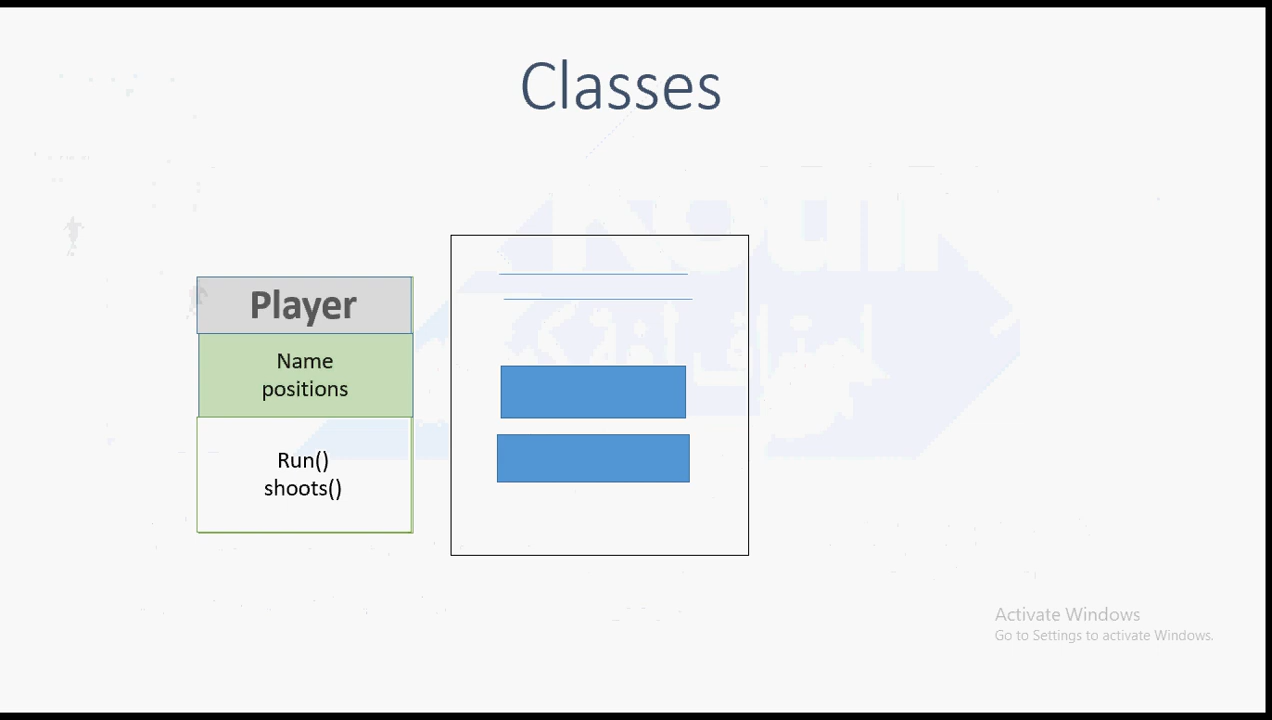 Classes
Player
Name
positions
Run()
shoots()
Activate Windows
Go to Settings to activate Windows.